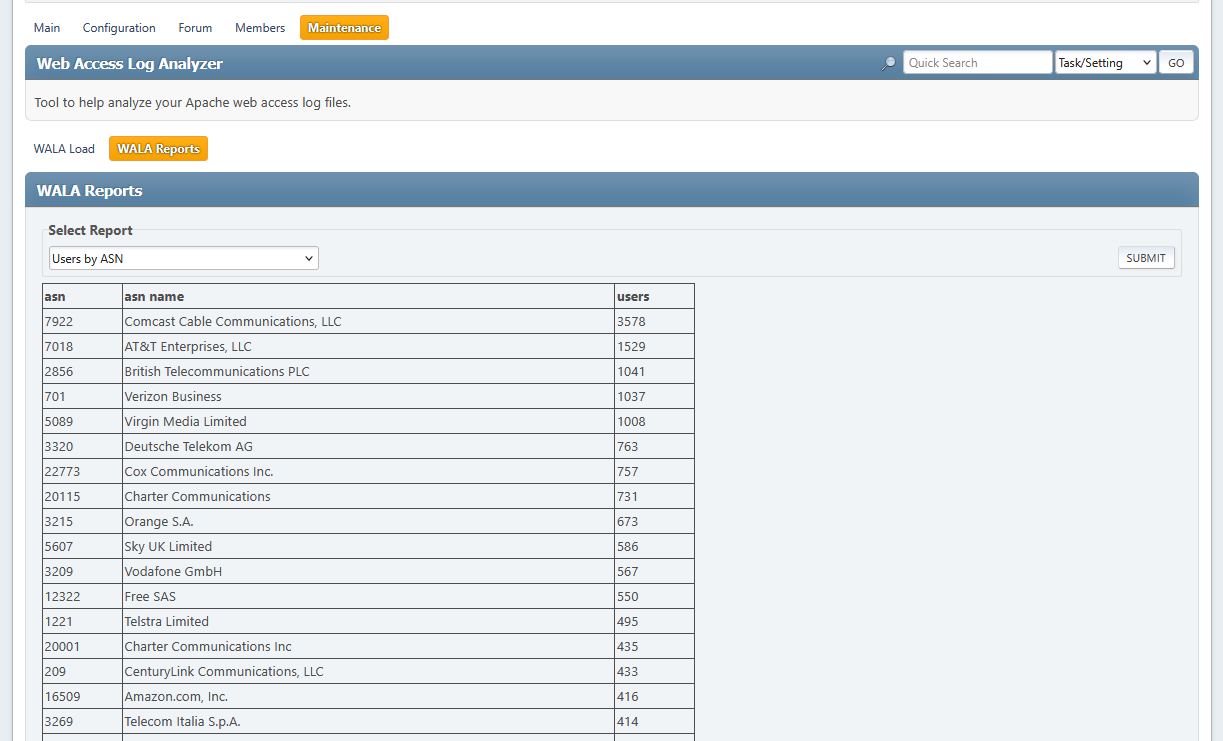 Main Configuration Forum Members Maintenance
Web Access Log Analyzer Quick Search Task/Setting GO
Tool to help analyze your Apache web access log files.
WALA Load WALA Reports
WALA Reports
Select Report
Users by ASN SUBMIT
asn asn name users
7922 Comcast Cable Communications, LLC 3578
7018 AT&T Enterprises, LLC 1529
2856 British Telecommunications PLC 1041
701 Verizon Business 1037
5089 Virgin Media Limited 1008
3320 Deutsche Telekom AG 763
22773 Cox Communications Inc. 757
20115 Charter Communications 731
3215 Orange S.A. 673
5607 Sky UK Limited 586
3209 Vodafone GmbH 567
12322 Free SAS 550
1221 Telstra Limited 495
20001 Charter Communications Inc 435
209 CenturyLink Communications, LLC 433
16509 Amazon.com, Inc. 416
3269 Telecom Italia S.p.A. 414